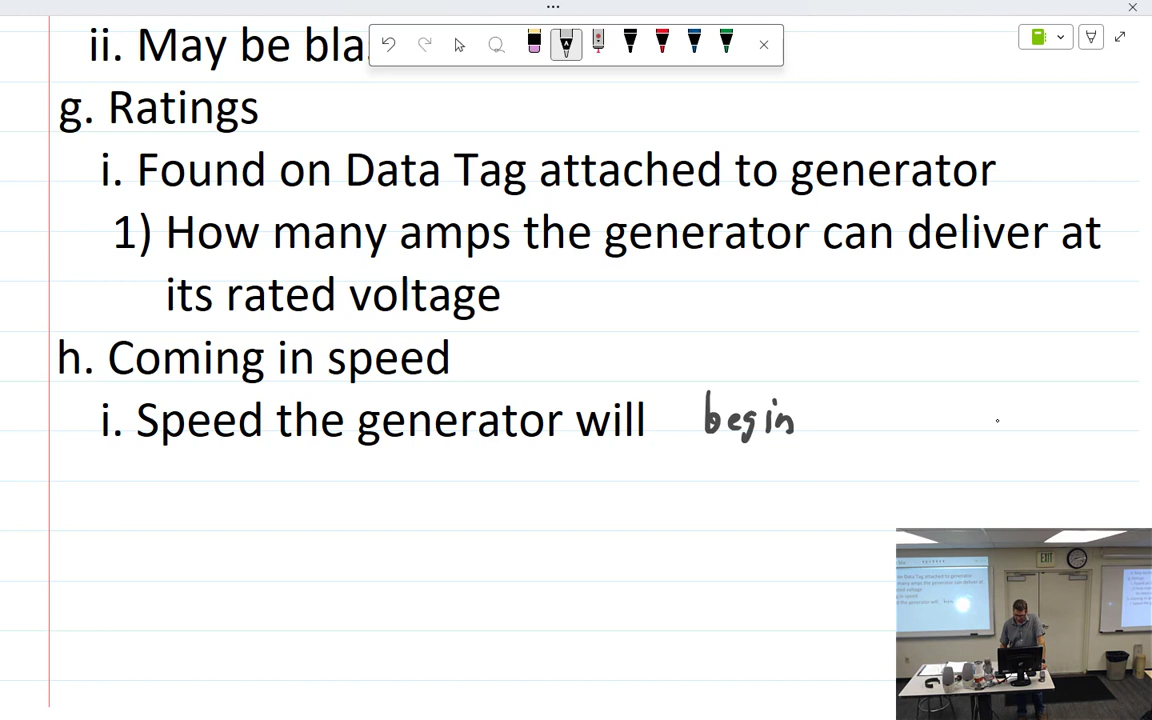 ii. May be bla
g. Ratings
i. Found on Data Tag attached to generator
1) How many amps the generator can deliver at
its rated voltage
h. Coming in speed
i. Speed the generator will begin
EXIT